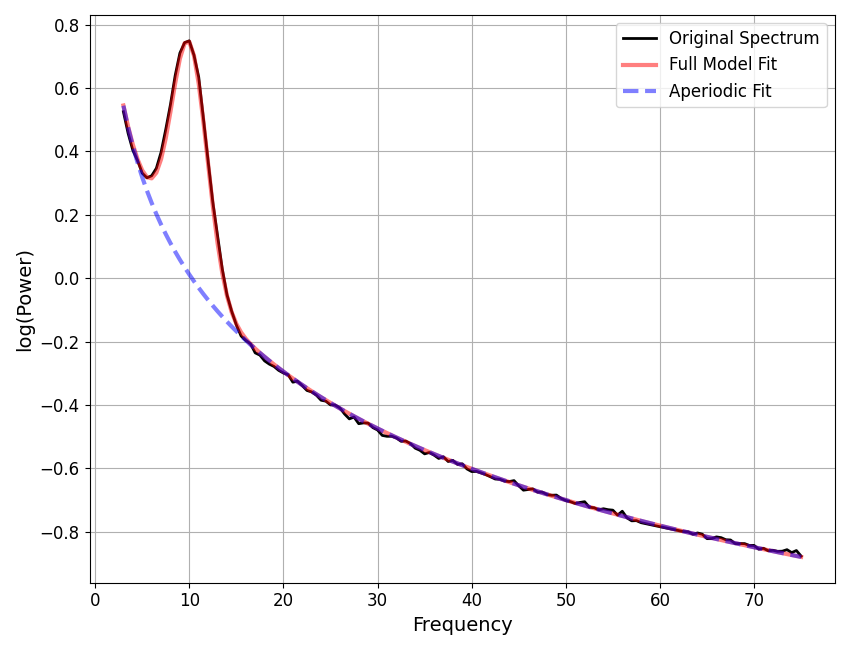 0.8
0.6
0.4
0.2
0.0
−0.2
−0.4
−0.6
−0.8
log(Power)
Original Spectrum
Full Model Fit
Aperiodic Fit
0 10 20 30 40 50 60 70
Frequency